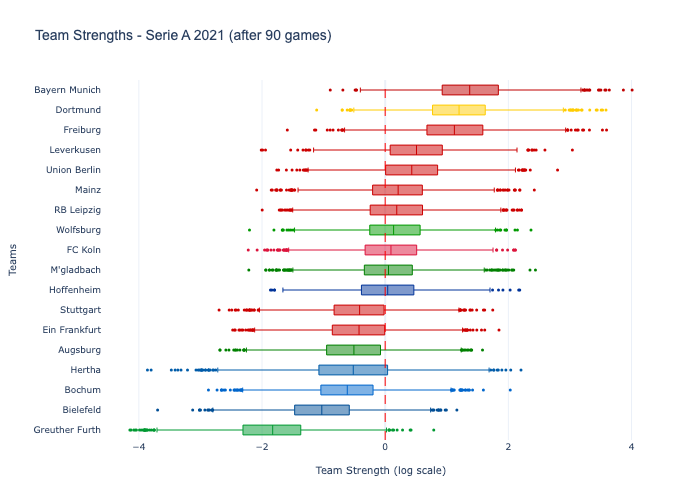 Team Strengths - Serie A 2021 (after 90 games)
Bayern Munich
Dortmund
Freiburg
Leverkusen
Union Berlin
Mainz
RB Leipzig
Wolfsburg
FC Koln
M'gladbach
Hoffenheim
Stuttgart
Ein Frankfurt
Augsburg
Hertha
Bochum
Bielefeld
Greuther Furth
Teams
−4 −2 0 2 4
Team Strength (log scale)